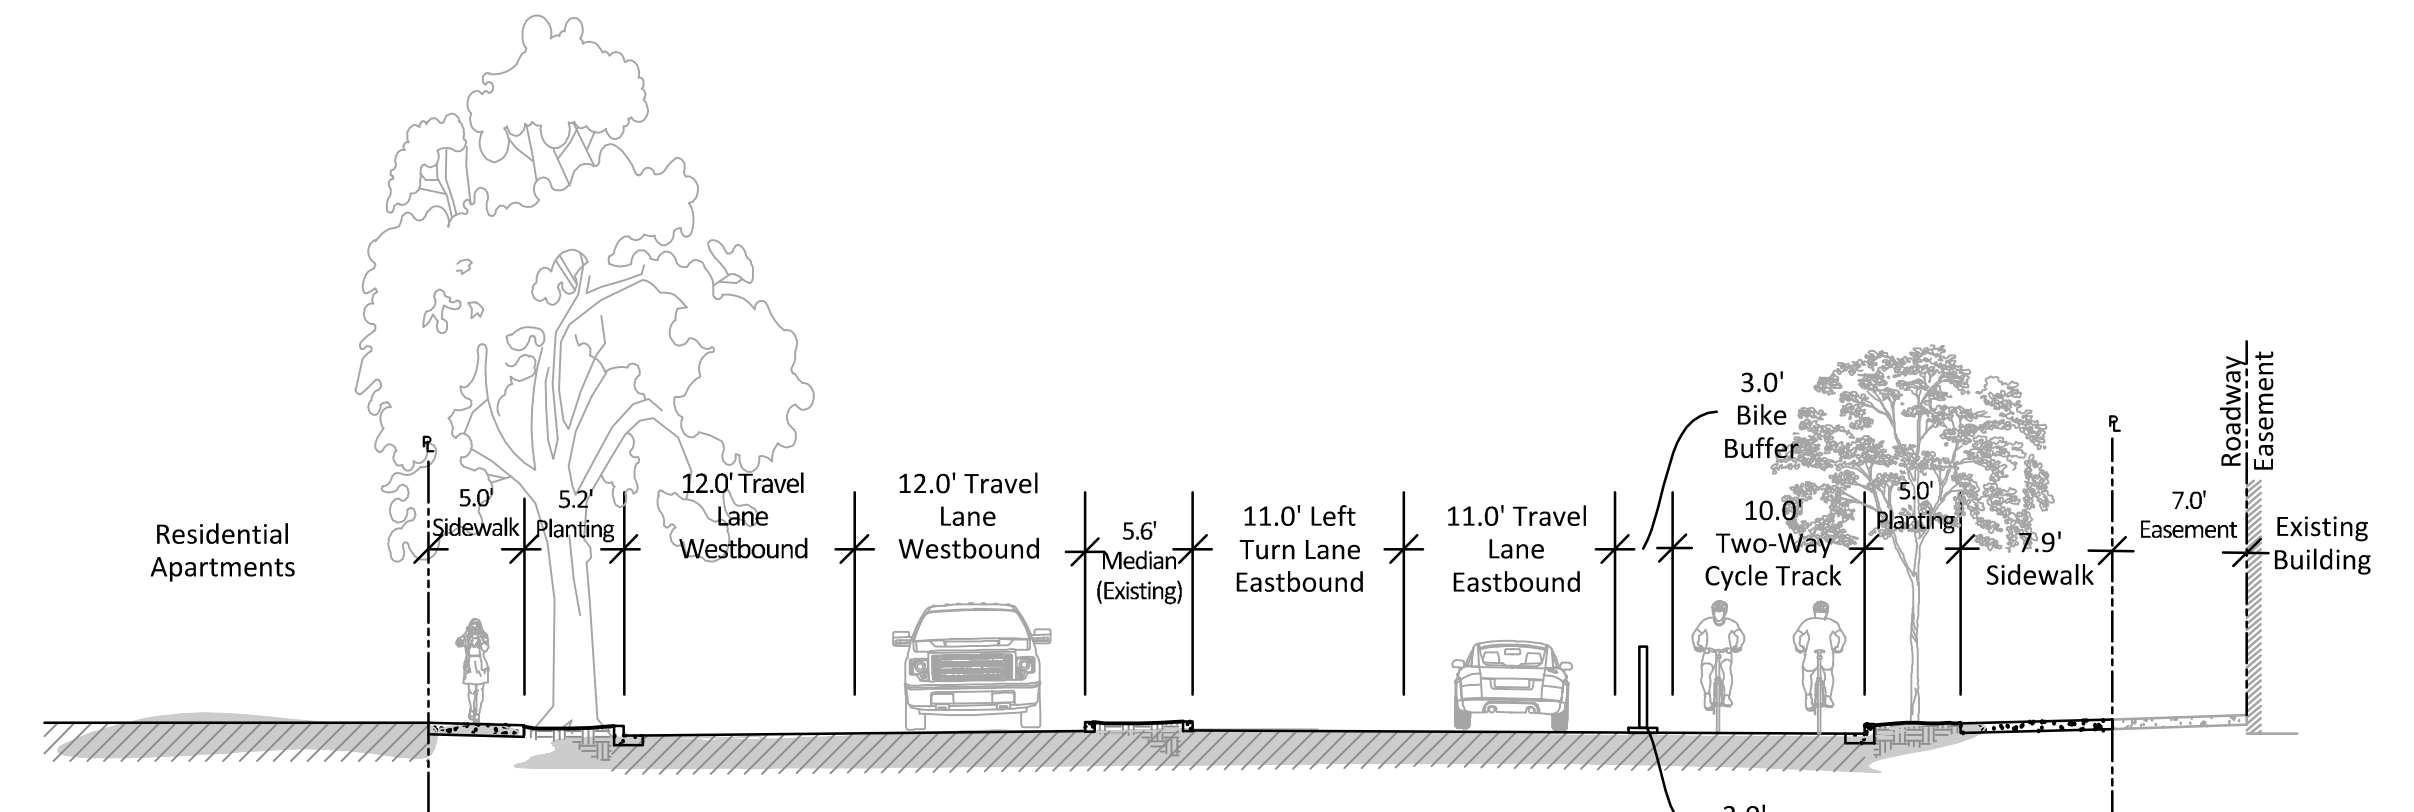 Residential
Apartments
PL
5.0'
Sidewalk
5.2'
Planting
12.0' Travel
Lane
Westbound
12.0' Travel
Lane
Westbound
5.6'
Median
(Existing)
11.0' Left
Turn Lane
Eastbound
11.0' Travel
Lane
Eastbound
3.0'
Bike
Buffer
10.0'
Two-Way
Cycle Track
5.0'
Planting
7.9'
Sidewalk
PL
7.0'
Easement
Roadway
Easement
Existing
Building